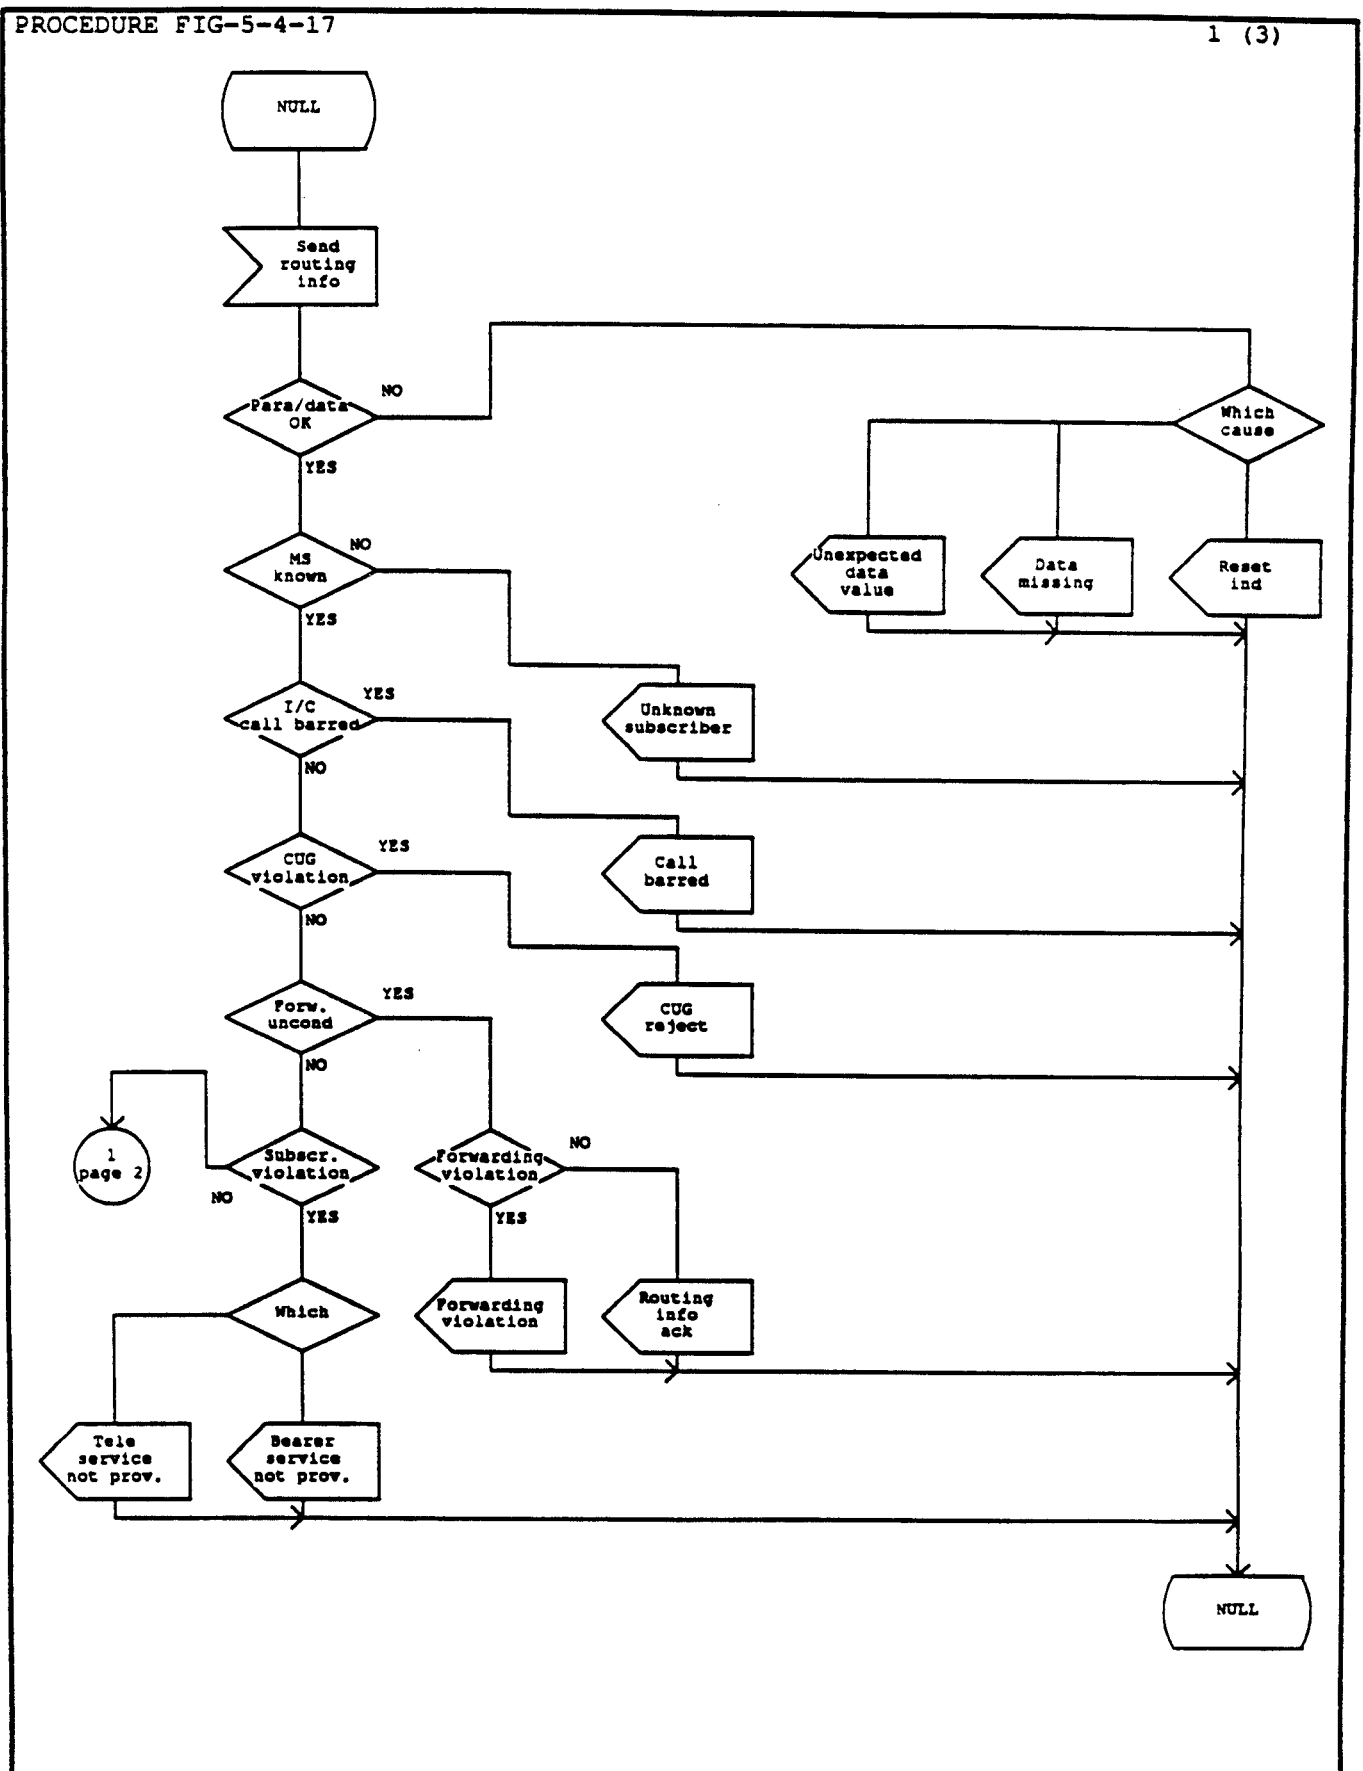 PROCEDURE FIG-5-4-17
1 (3)
NULL
Send
routing
info
Para/data
OK
NO
YES
Which
cause
MS
known
NO
YES
Unexpected
data
value
Data
missing
Reset
ind
I/C
call barred
YES
NO
Unknown
subscriber
CUG
violation
YES
NO
Call
barred
Forw.
uncond
YES
NO
CUG
reject
1
page 2
Subscr.
violation
NO
YES
Forwarding
violation
NO
YES
Which
Forwarding
violation
Routing
info
ack
Tele
service
not prov.
Bearer
service
not prov.
NULL